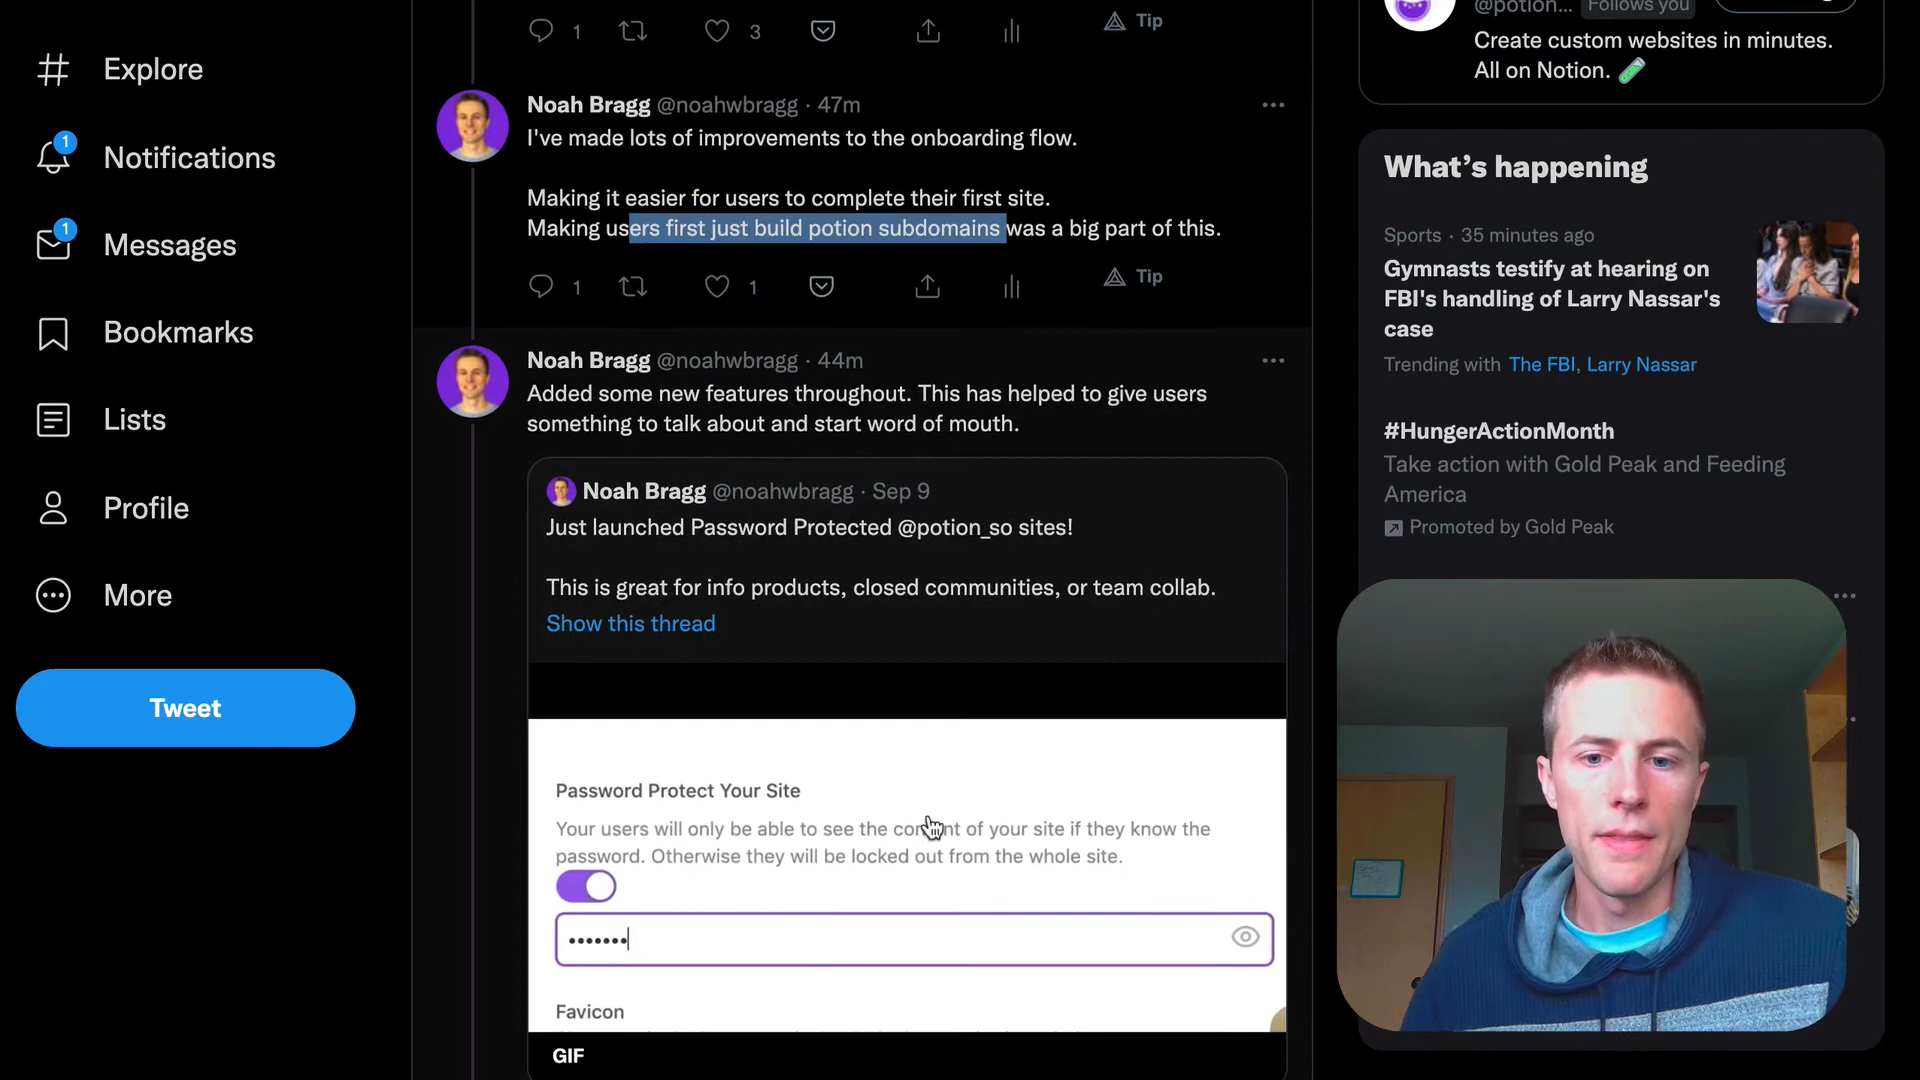 Explore
1
Notifications
1
Messages
Bookmarks
Lists
Profile
More
Tweet
1
3
Tip
Noah Bragg @noahwbragg · 47m
I've made lots of improvements to the onboarding flow.
Making it easier for users to complete their first site.
Making users first just build potion subdomains was a big part of this.
1
1
Tip
Noah Bragg @noahwbragg · 44m
Added some new features throughout. This has helped to give users
something to talk about and start word of mouth.
Noah Bragg @noahwbragg · Sep 9
Just launched Password Protected @potion_so sites!
This is great for info products, closed communities, or team collab.
Show this thread
Password Protect Your Site
Your users will only be able to see the content of your site if they know the
password. Otherwise they will be locked out from the whole site.
•••••••
Favicon
GIF
@potion... Follows you
Create custom websites in minutes.
All on Notion.
What's happening
Sports · 35 minutes ago
Gymnasts testify at hearing on
FBI's handling of Larry Nassar's
case
Trending with The FBI, Larry Nassar
#HungerActionMonth
Take action with Gold Peak and Feeding
America
Promoted by Gold Peak